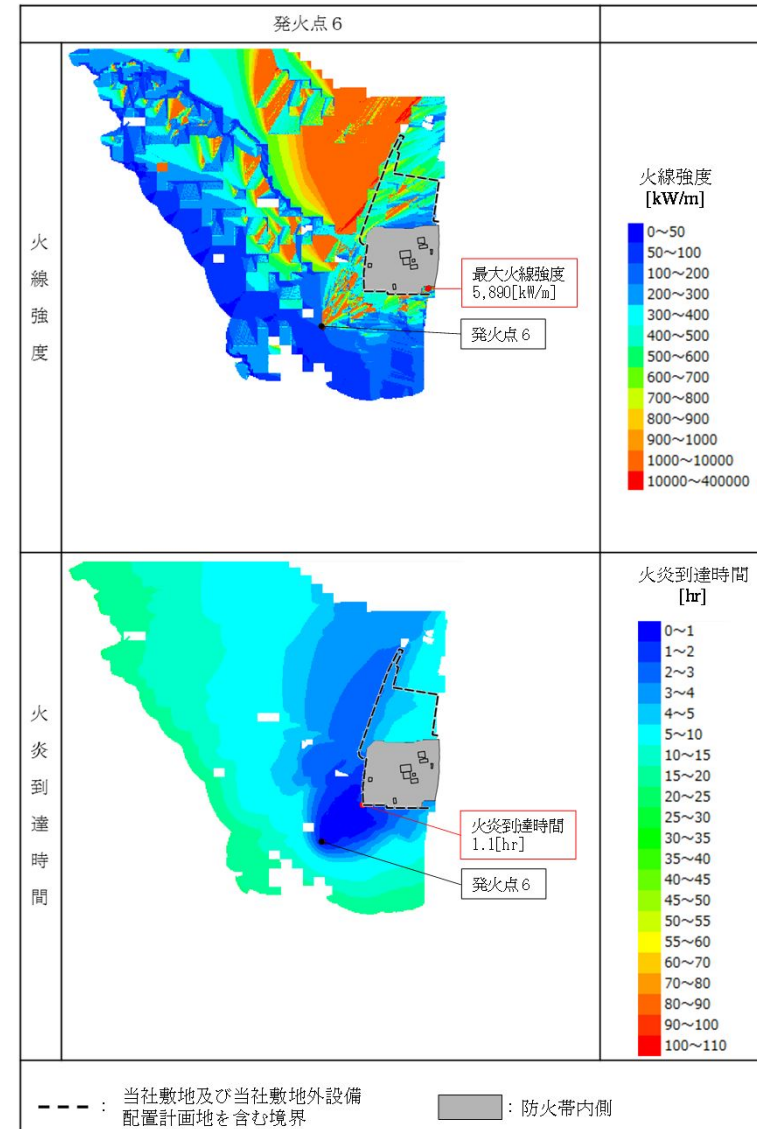 発火点6
火線強度
火線強度
[kW/m]
0～50
50～100
100～200
200～300
300～400
400～500
500～600
600～700
700～800
800～900
900～1000
1000～10000
10000～400000
最大火線強度
5,890[kW/m]
発火点6
火炎到達時間
火炎到達時間
[hr]
0～1
1～2
2～3
3～4
4～5
5～10
10～15
15～20
20～25
25～30
30～35
35～40
40～45
45～50
50～55
55～60
60～70
70～80
80～90
90～100
100～110
火炎到達時間
1.1[hr]
発火点6
：当社敷地及び当社敷地外設備
配置計画地を含む境界
：防火帯内側